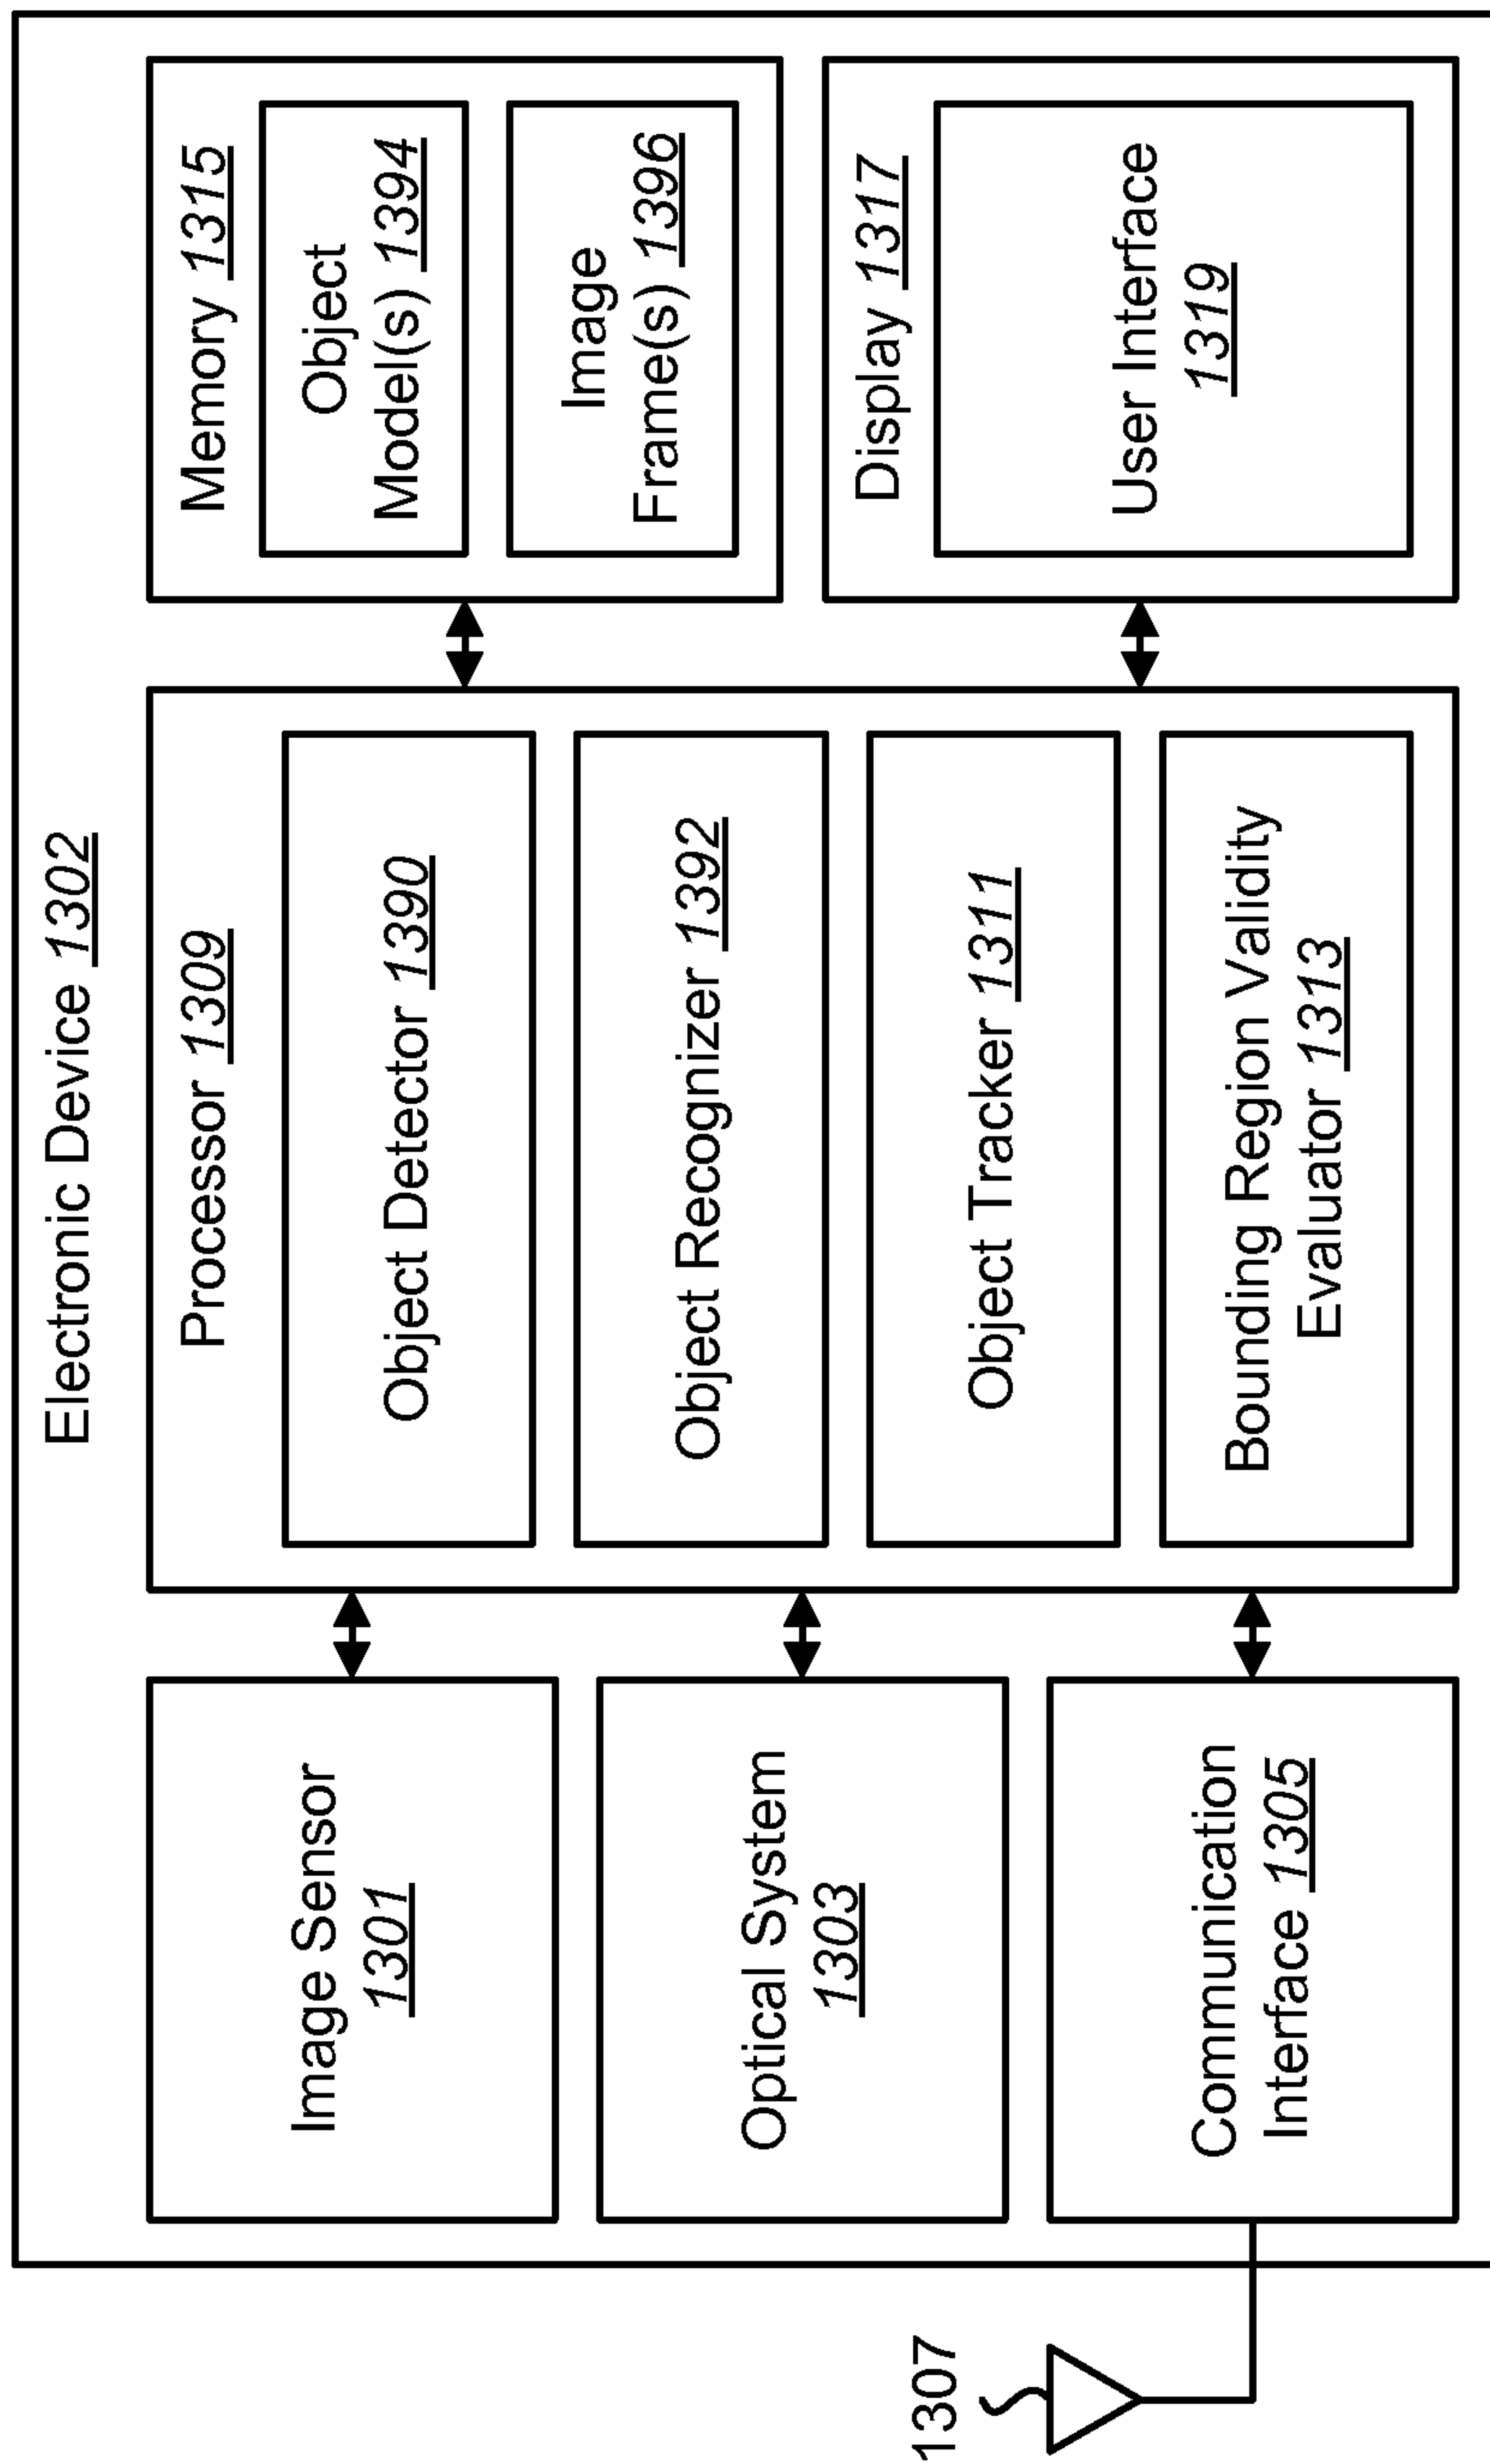 Electronic Device 1302
Image Sensor
1301
Optical System
1303
Communication
Interface 1305
1307
Processor 1309
Object Detector 1390
Object Recognizer 1392
Object Tracker 1311
Bounding Region Validity
Evaluator 1313
Memory 1315
Object
Model(s) 1394
Image
Frame(s) 1396
Display 1317
User Interface
1319